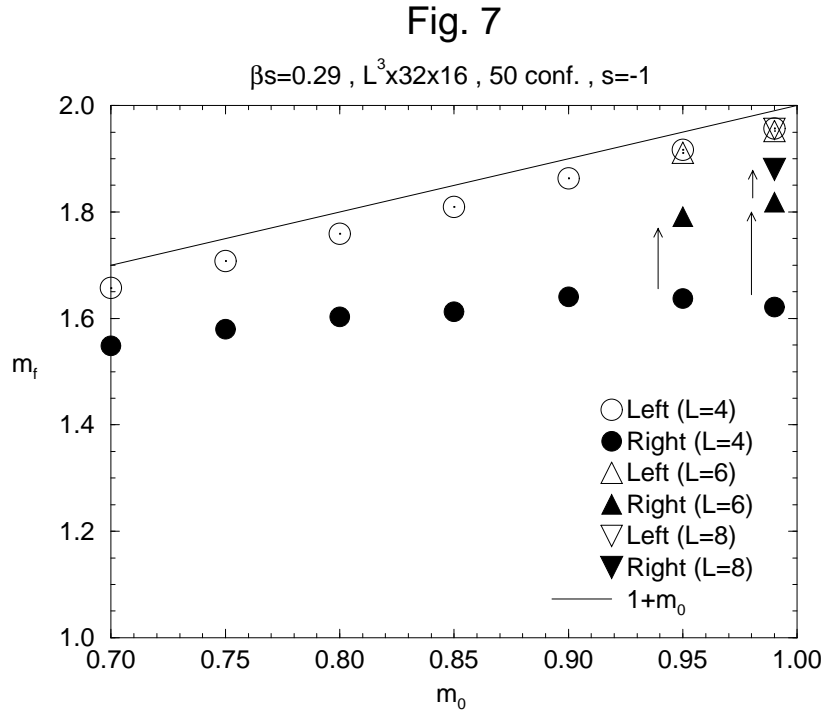 Fig. 7
βs=0.29 , L³x32x16 , 50 conf. , s=-1
2.0
1.8
1.6
m_f
1.4
1.2
1.0
Left (L=4)
Right (L=4)
Left (L=6)
Right (L=6)
Left (L=8)
Right (L=8)
1+m₀
0.70 0.75 0.80 0.85 0.90 0.95 1.00
m₀